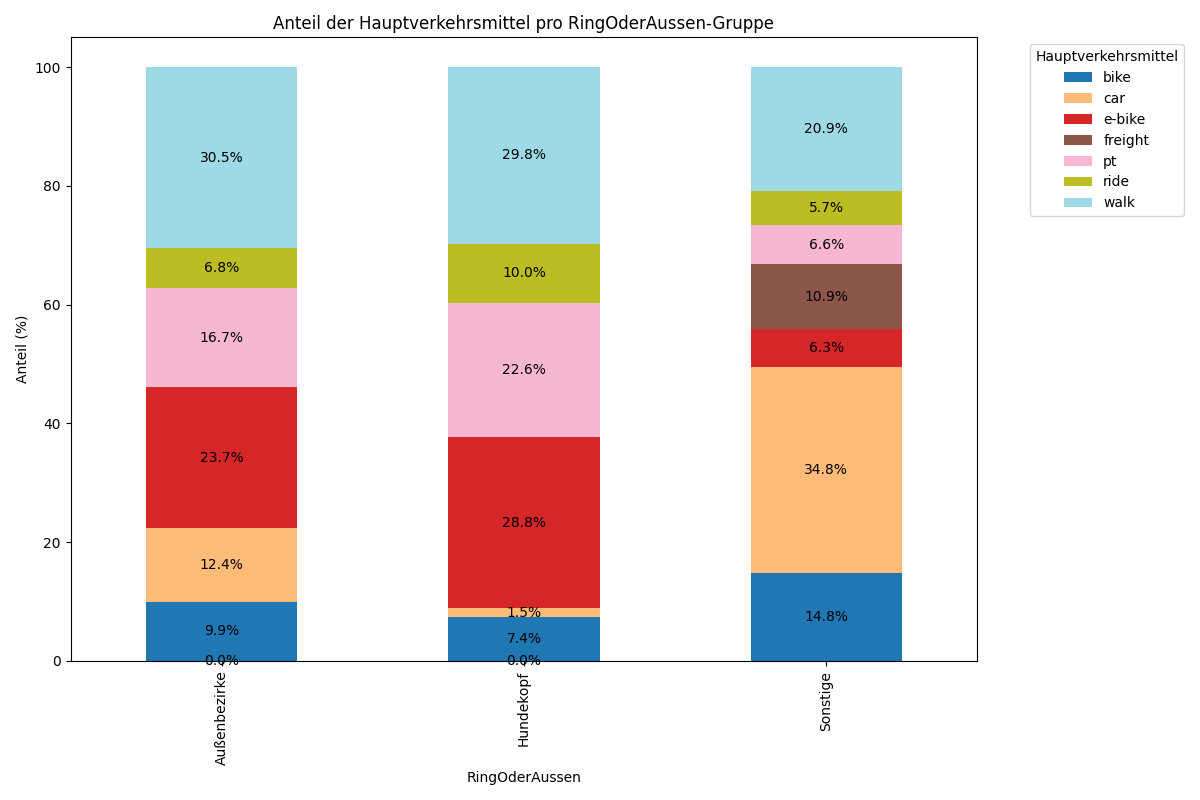 Anteil der Hauptverkehrsmittel pro RingOderAussen-Gruppe
Anteil (%)
100
80
60
40
20
0
30.5%
6.8%
16.7%
23.7%
12.4%
9.9%
0.0%
29.8%
10.0%
22.6%
28.8%
1.5%
7.4%
0.0%
20.9%
5.7%
6.6%
10.9%
6.3%
34.8%
14.8%
Außenbezirke
Hundekopf
Sonstige
RingOderAussen
Hauptverkehrsmittel
bike
car
e-bike
freight
pt
ride
walk